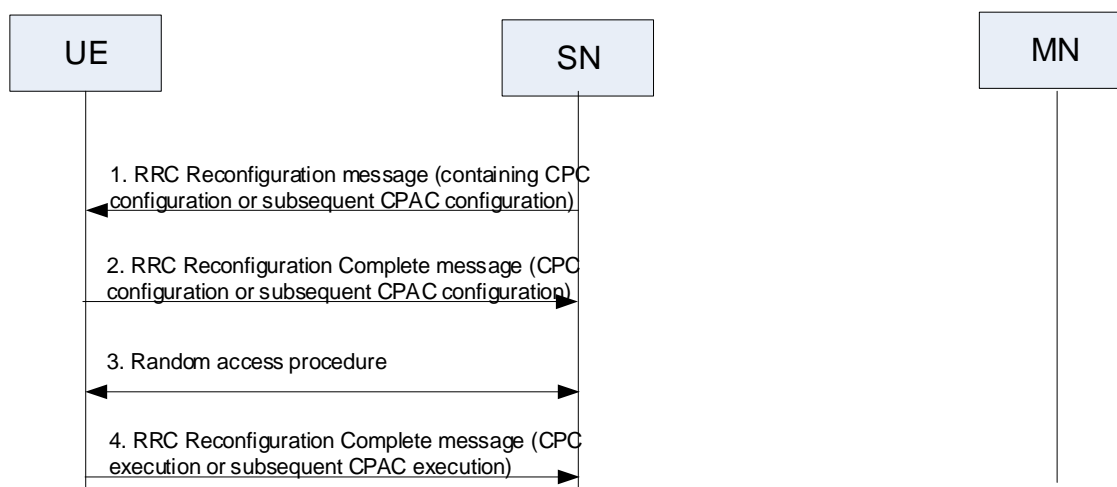 UE
SN
MN
1. RRC Reconfiguration message (containing CPC
configuration or subsequent CPAC configuration)
2. RRC Reconfiguration Complete message (CPC
configuration or subsequent CPAC configuration)
3. Random access procedure
4. RRC Reconfiguration Complete message (CPC
execution or subsequent CPAC execution)